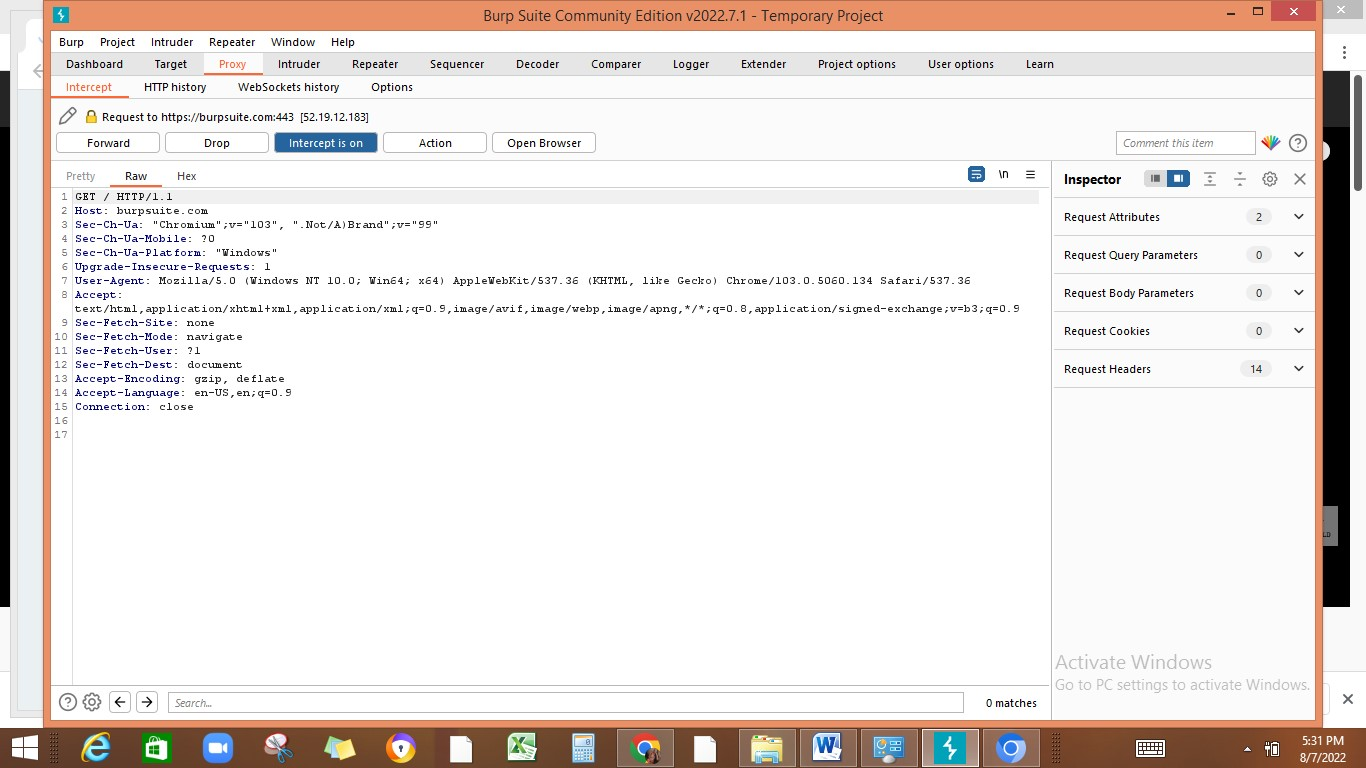 Burp Suite Community Edition v2022.7.1 - Temporary Project
Burp Project Intruder Repeater Window Help
Dashboard Target Proxy Intruder Repeater Sequencer Decoder Comparer Logger Extender Project options User options Learn
Intercept HTTP history WebSockets history Options
Request to https://burpsuite.com:443 [52.19.12.183]
Forward Drop Intercept is on Action Open Browser Comment this item
Pretty Raw Hex \n
1 GET / HTTP/1.1
2 Host: burpsuite.com
3 Sec-Ch-Ua: "Chromium";v="103", ".Not/A)Brand";v="99"
4 Sec-Ch-Ua-Mobile: ?0
5 Sec-Ch-Ua-Platform: "Windows"
6 Upgrade-Insecure-Requests: 1
7 User-Agent: Mozilla/5.0 (Windows NT 10.0; Win64; x64) AppleWebKit/537.36 (KHTML, like Gecko) Chrome/103.0.5060.134 Safari/537.36
8 Accept:
text/html,application/xhtml+xml,application/xml;q=0.9,image/avif,image/webp,image/apng,*/*;q=0.8,application/signed-exchange;v=b3;q=0.9
9 Sec-Fetch-Site: none
10 Sec-Fetch-Mode: navigate
11 Sec-Fetch-User: ?1
12 Sec-Fetch-Dest: document
13 Accept-Encoding: gzip, deflate
14 Accept-Language: en-US,en;q=0.9
15 Connection: close
16
17
Inspector
Request Attributes 2
Request Query Parameters 0
Request Body Parameters 0
Request Cookies 0
Request Headers 14
Activate Windows
Go to PC settings to activate Windows.
Search... 0 matches
5:31 PM
8/7/2022